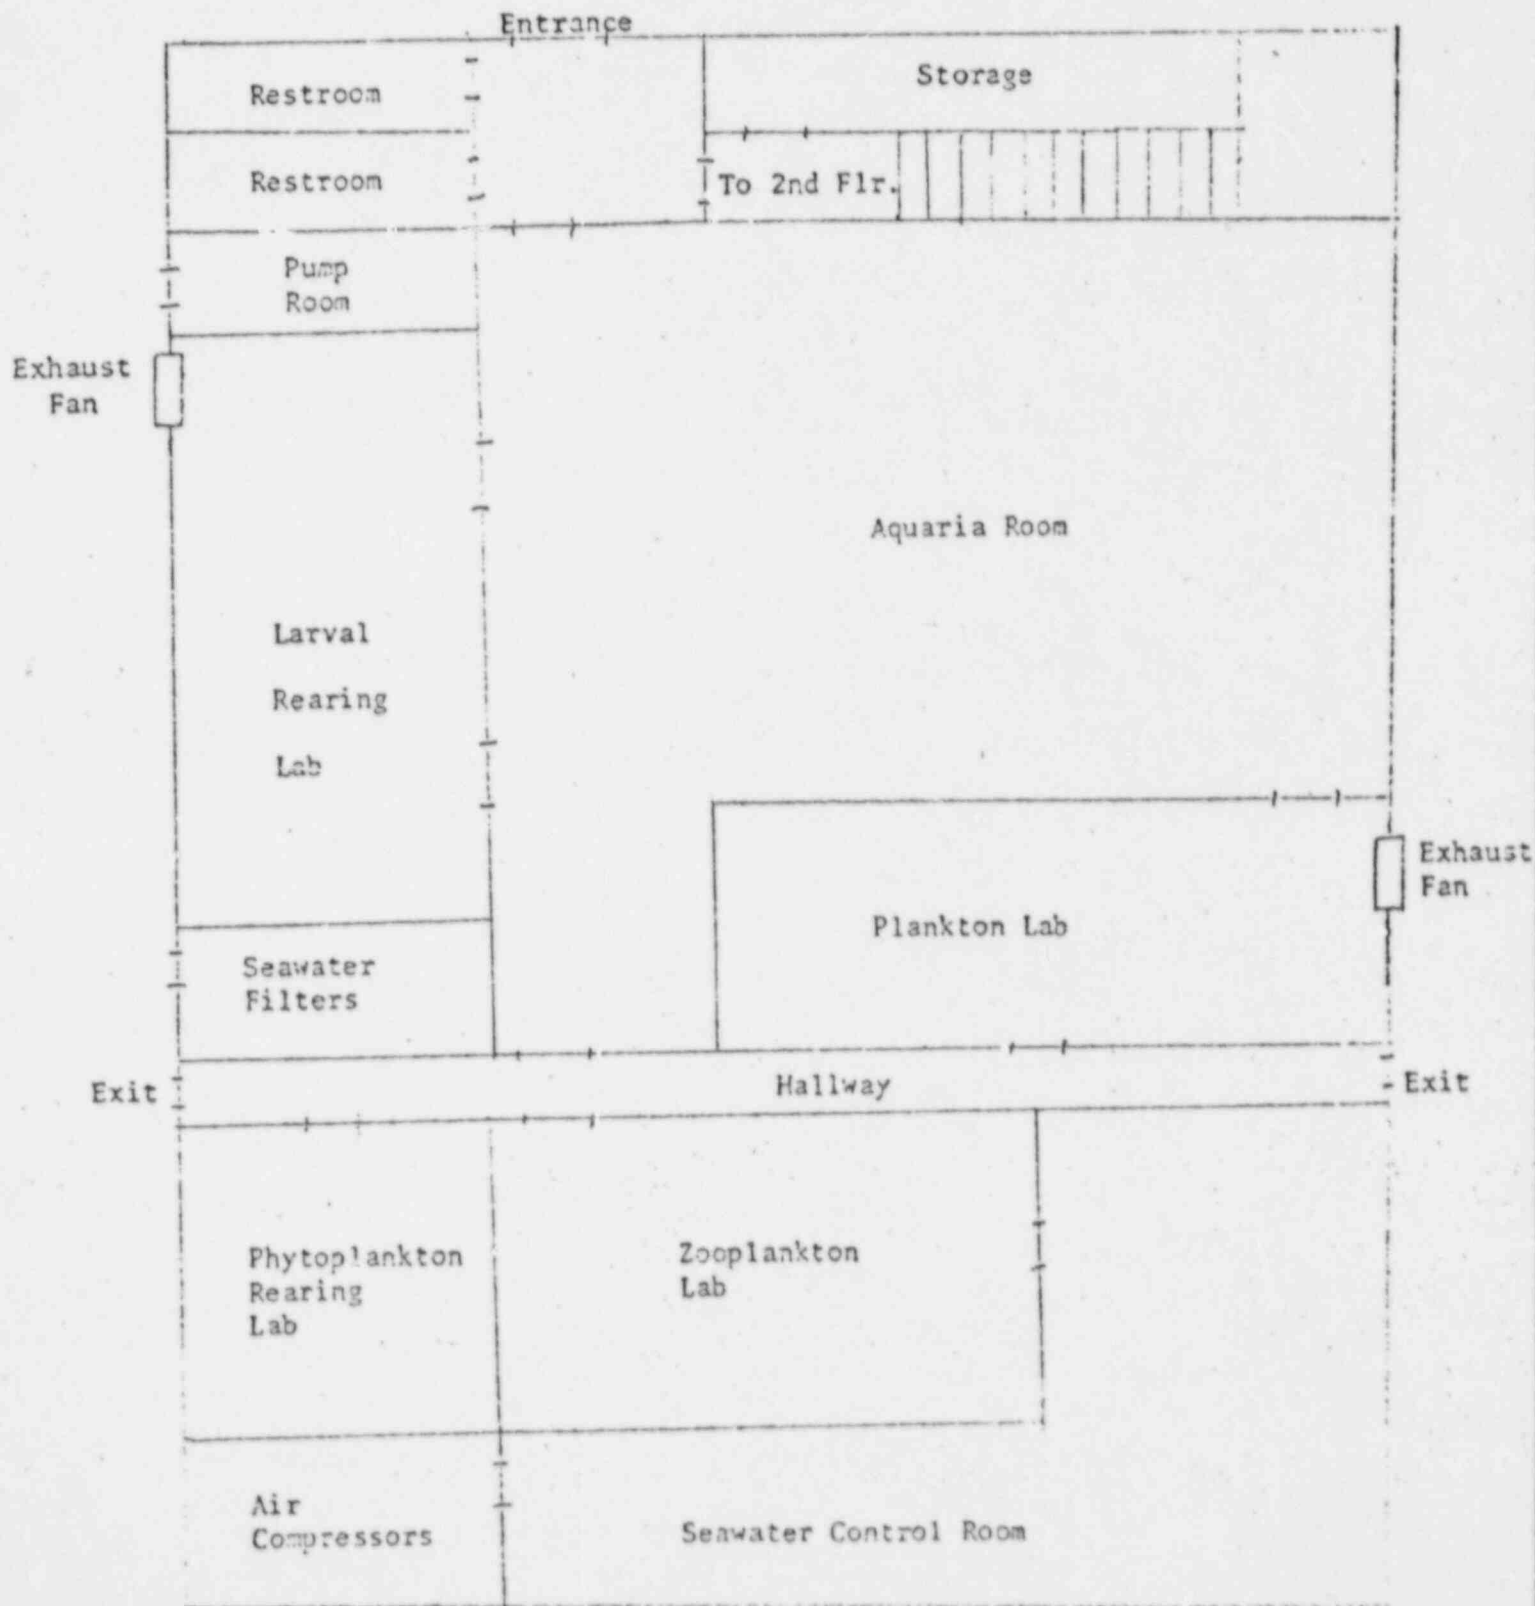 Entrance
Restroom
Storage
Restroom
To 2nd Flr.
Pump
Room
Exhaust
Fan
Aquaria Room
Larval
Rearing
Lab
Exhaust
Fan
Plankton Lab
Seawater
Filters
Exit
Hallway
Exit
Phytoplankton
Rearing
Lab
Zooplankton
Lab
Air
Compressors
Seawater Control Room